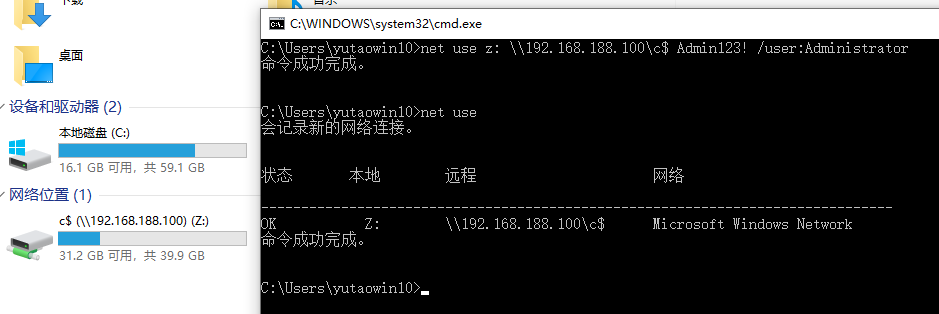 下载
音乐
桌面
设备和驱动器 (2)
本地磁盘 (C:)
16.1 GB 可用，共 59.1 GB
网络位置 (1)
c$ (\\192.168.188.100) (Z:)
31.2 GB 可用，共 39.9 GB
C:\WINDOWS\system32\cmd.exe
C:\Users\yutaowin10>net use z: \\192.168.188.100\c$ Admin123! /user:Administrator
命令成功完成。
C:\Users\yutaowin10>net use
会记录新的网络连接。
状态 本地 远程 网络
-------------------------------------------------------------------------------
OK Z: \\192.168.188.100\c$ Microsoft Windows Network
命令成功完成。
C:\Users\yutaowin10>